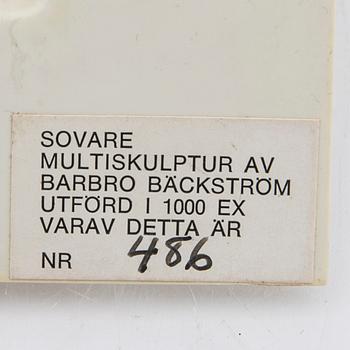 SOVARE
MULTISKULPTUR AV
BARBRO BÄCKSTRÖM
UTFÖRD I 1000 EX
VARAV DETTA ÄR
NR 486